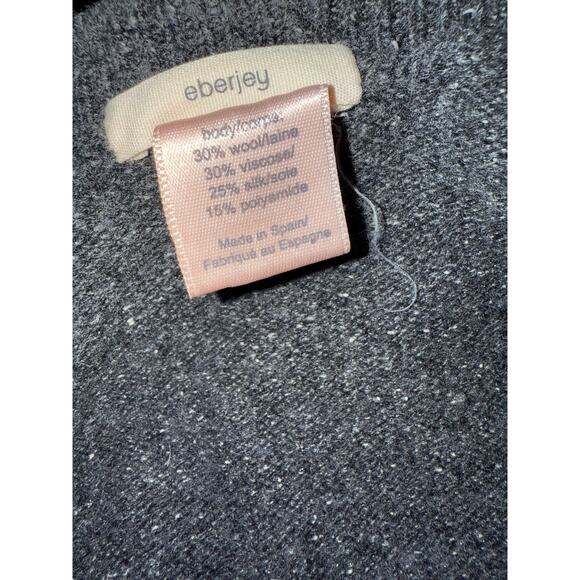 eberjey
body/corps:
30% wool/laine
30% viscose/
25% silk/soie
15% polyamide
Made in Spain/
Fabriqué au Espagne